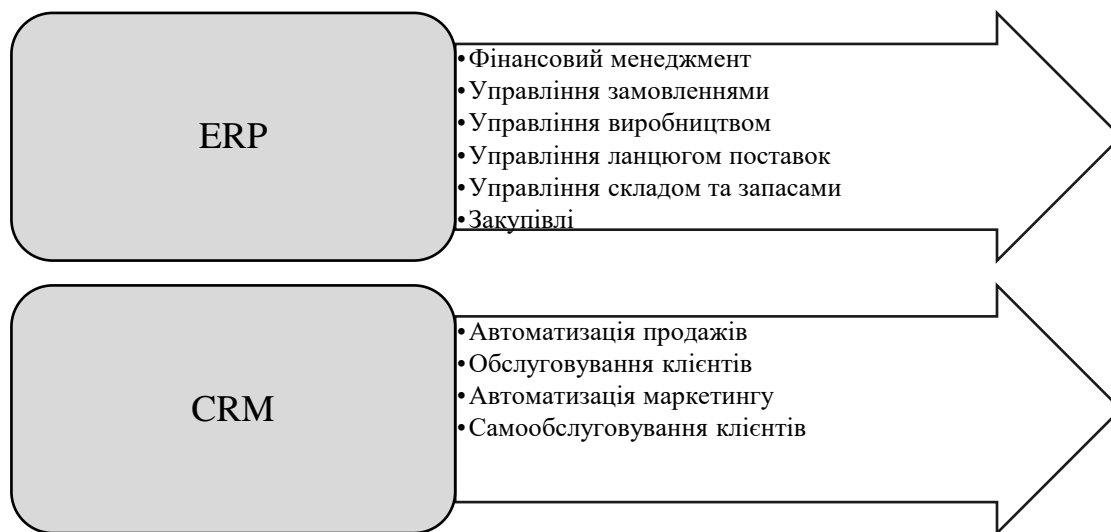 ERP
•Фінансовий менеджмент
•Управління замовленнями
•Управління виробництвом
•Управління ланцюгом поставок
•Управління складом та запасами
•Закупівлі
CRM
•Автоматизація продажів
•Обслуговування клієнтів
•Автоматизація маркетингу
•Самообслуговування клієнтів